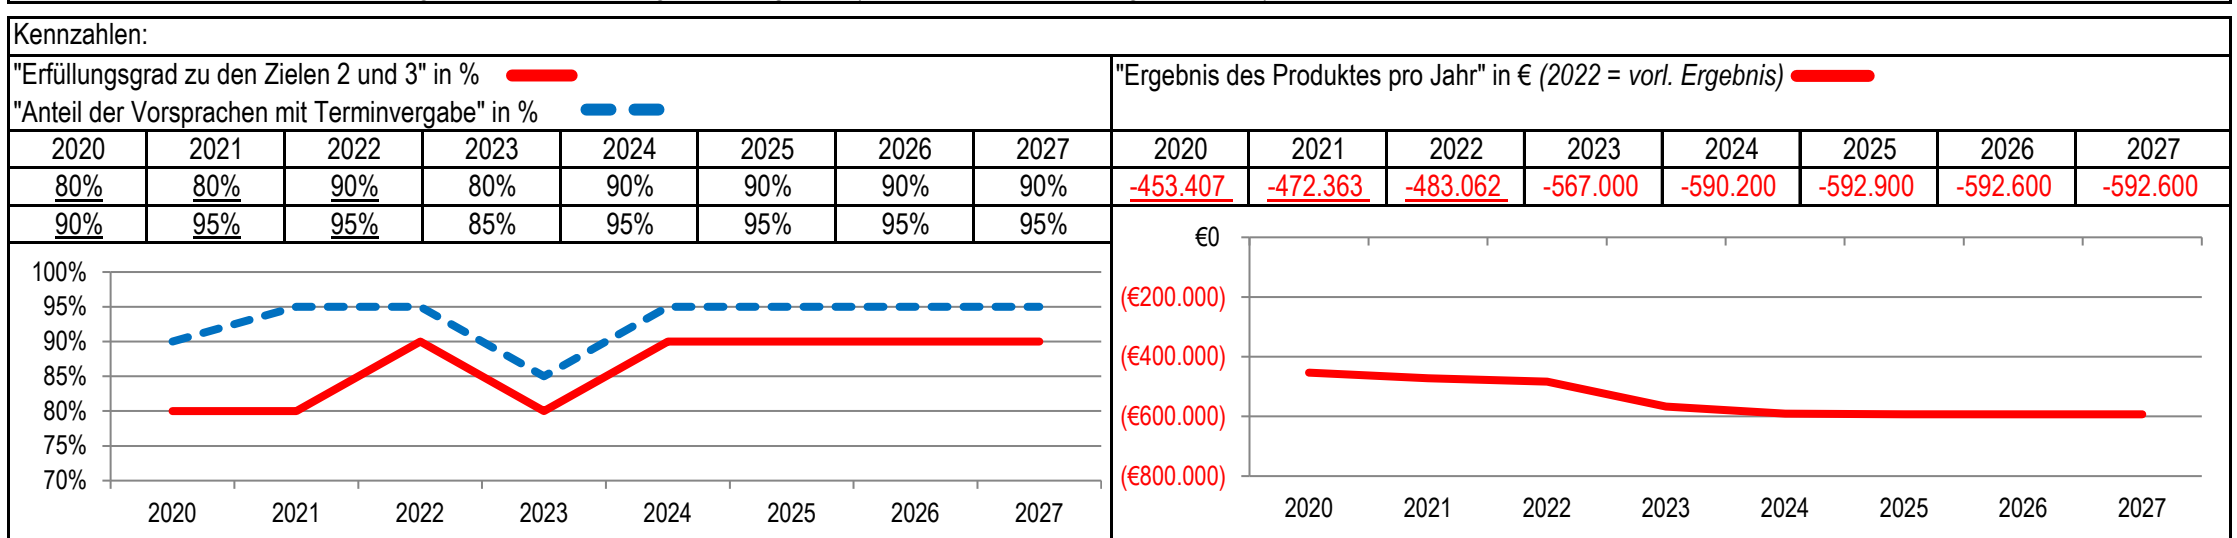 Kennzahlen:
"Erfüllungsgrad zu den Zielen 2 und 3" in %
"Anteil der Vorsprachen mit Terminvergabe" in %
2020 2021 2022 2023 2024 2025 2026 2027
80% 80% 90% 80% 90% 90% 90% 90%
90% 95% 95% 85% 95% 95% 95% 95%
100%
95%
90%
85%
80%
75%
70%
2020 2021 2022 2023 2024 2025 2026 2027
"Ergebnis des Produktes pro Jahr" in € (2022 = vorl. Ergebnis)
2020 2021 2022 2023 2024 2025 2026 2027
-453.407 -472.363 -483.062 -567.000 -590.200 -592.900 -592.600 -592.600
€0
(€200.000)
(€400.000)
(€600.000)
(€800.000)
2020 2021 2022 2023 2024 2025 2026 2027